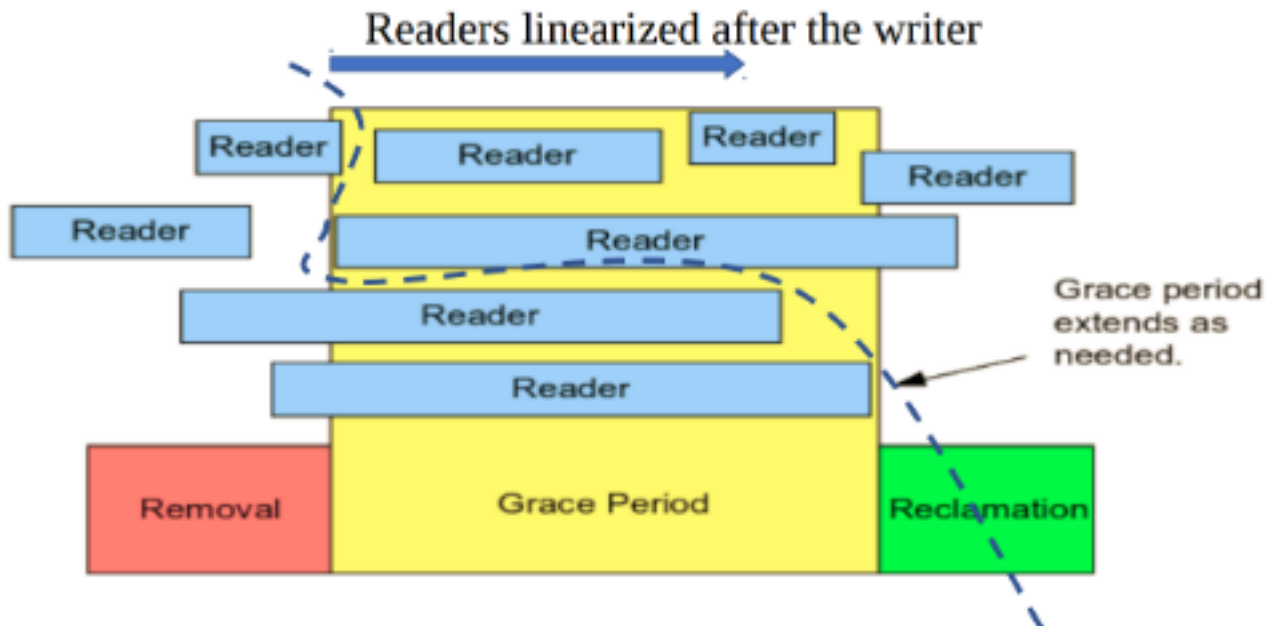 Readers linearized after the writer
Reader
Reader
Reader
Reader
Reader
Reader
Reader
Reader
Grace period
extends as
needed.
Removal
Grace Period
Reclamation